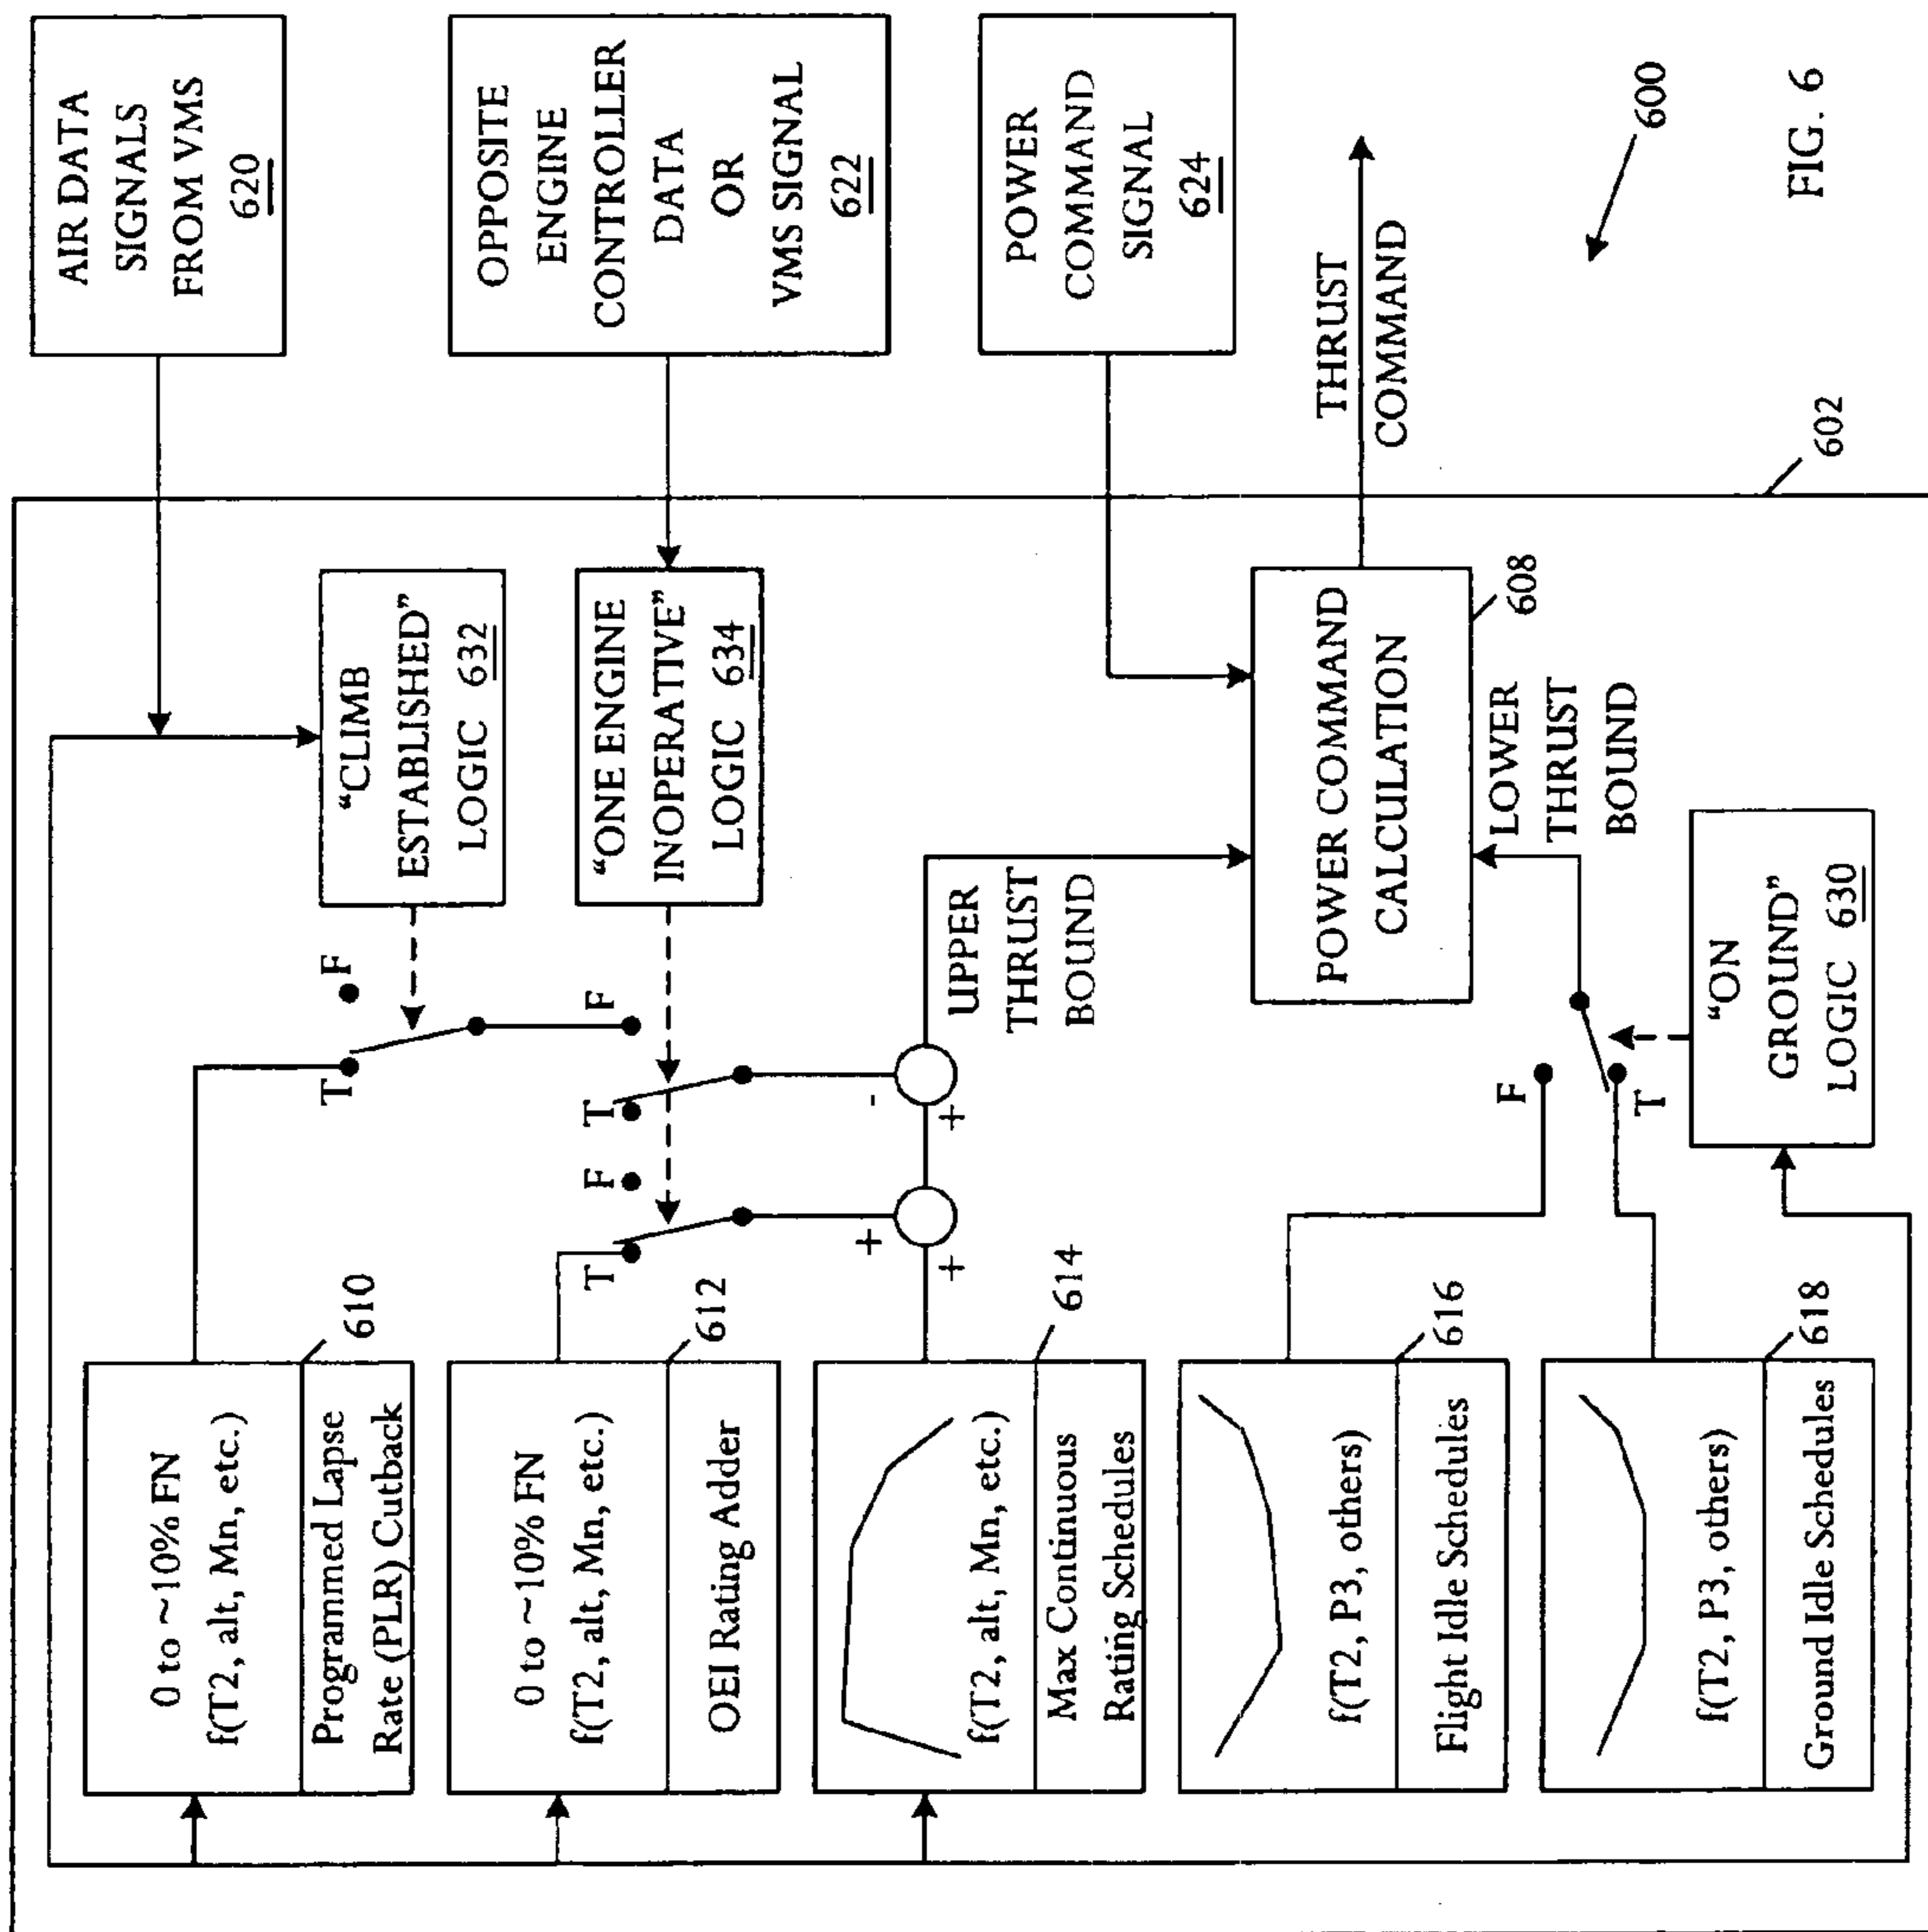 AIR DATA
SIGNALS
FROM VMS
620
OPPOSITE
ENGINE
CONTROLLER
DATA
OR
VMS SIGNAL
622
POWER
COMMAND
SIGNAL
624
THRUST
COMMAND
600
FIG. 6
602
“CLIMB
ESTABLISHED”
LOGIC 632
“ONE ENGINE
INOPERATIVE”
LOGIC 634
POWER COMMAND
CALCULATION
608
UPPER
THRUST
BOUND
LOWER
THRUST
BOUND
“ON
GROUND”
LOGIC 630
T
F
T
F
T
F
-
+
+
+
F
T
0 to ~10% FN
f(T2, alt, Mn, etc.)
Programmed Lapse
Rate (PLR) Cutback
610
0 to ~10% FN
f(T2, alt, Mn, etc.)
OEI Rating Adder
612
f(T2, alt, Mn, etc.)
Max Continuous
Rating Schedules
614
f(T2, P3, others)
Flight Idle Schedules
616
f(T2, P3, others)
Ground Idle Schedules
618